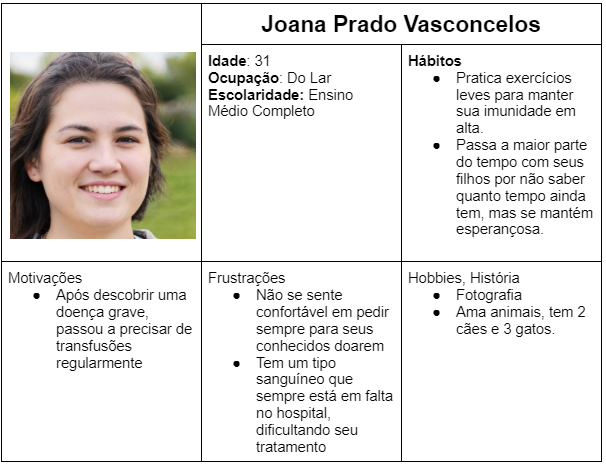 Joana Prado Vasconcelos
Idade: 31
Ocupação: Do Lar
Escolaridade: Ensino
Médio Completo
Hábitos
● Pratica exercícios
leves para manter
sua imunidade em
alta.
● Passa a maior parte
do tempo com seus
filhos por não saber
quanto tempo ainda
tem, mas se mantém
esperançosa.
Motivações
● Após descobrir uma
doença grave,
passou a precisar de
transfusões
regularmente
Frustrações
● Não se sente
confortável em pedir
sempre para seus
conhecidos doarem
● Tem um tipo
sanguíneo que
sempre está em falta
no hospital,
dificultando seu
tratamento
Hobbies, História
● Fotografia
● Ama animais, tem 2
cães e 3 gatos.